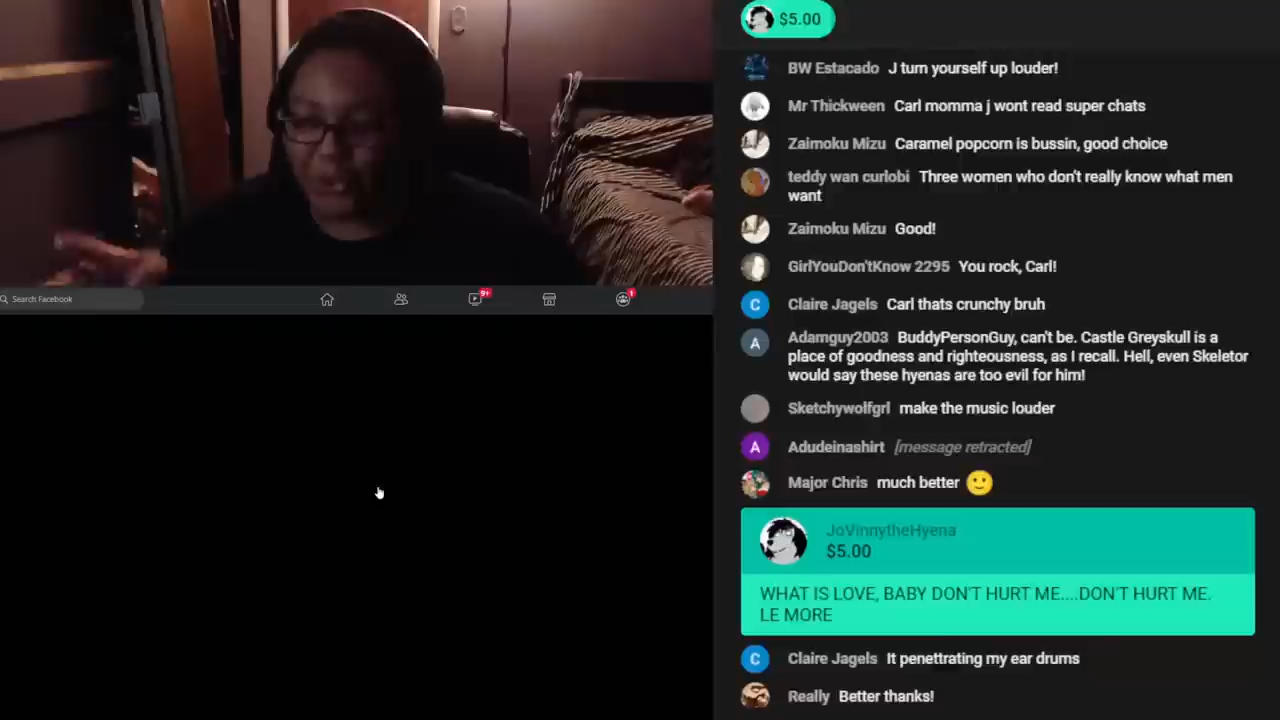 $5.00
BW Estacado J turn yourself up louder!
Mr Thickween Carl momma j wont read super chats
Zaimoku Mizu Caramel popcorn is bussin, good choice
teddy wan curlobi Three women who don't really know what men
want
Zaimoku Mizu Good!
GirlYouDon'tKnow 2295 You rock, Carl!
C Claire Jagels Carl thats crunchy bruh
A Adamguy2003 BuddyPersonGuy, can't be. Castle Greyskull is a
place of goodness and righteousness, as I recall. Hell, even Skeletor
would say these hyenas are too evil for him!
Sketchywolfgrl make the music louder
A Adudeinashirt [message retracted]
Major Chris much better
JoVinnytheHyena
$5.00
WHAT IS LOVE, BABY DON'T HURT ME....DON'T HURT ME.
LE MORE
C Claire Jagels It penettrating my ear drums
Really Better thanks!
Search Facebook
9+
1